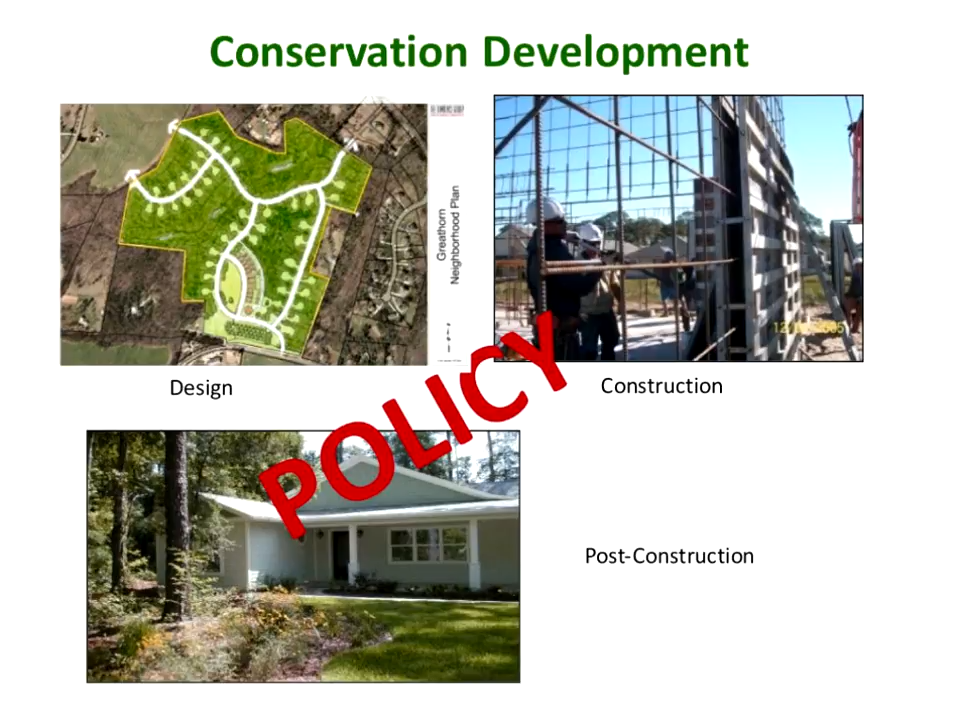 Conservation Development
Greathorn
Neighborhood Plan
Design
Construction
POLICY
Post-Construction